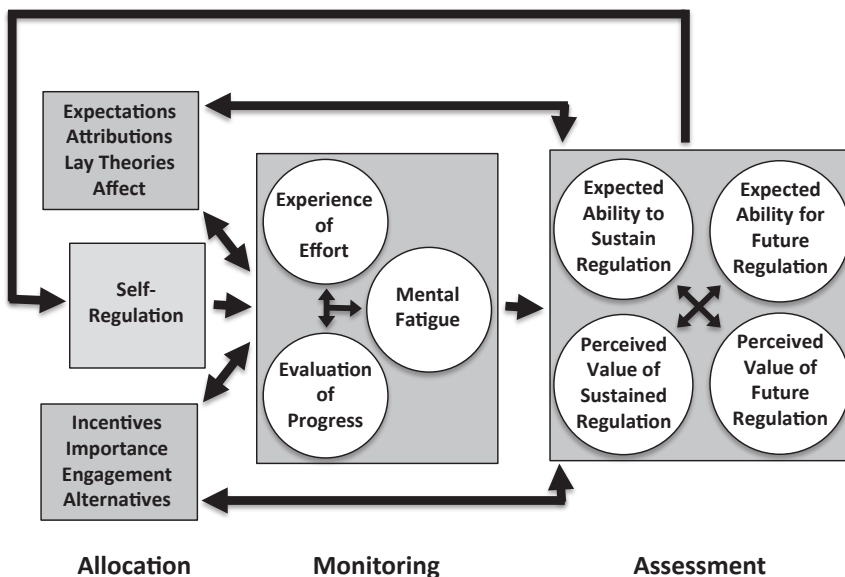 Expectations
Attributions
Lay Theories
Affect
Self-
Regulation
Incentives
Importance
Engagement
Alternatives
Experience
of
Effort
Mental
Fatigue
Evaluation
of
Progress
Expected
Ability to
Sustain
Regulation
Expected
Ability for
Future
Regulation
Perceived
Value of
Sustained
Regulation
Perceived
Value of
Future
Regulation
Allocation
Monitoring
Assessment